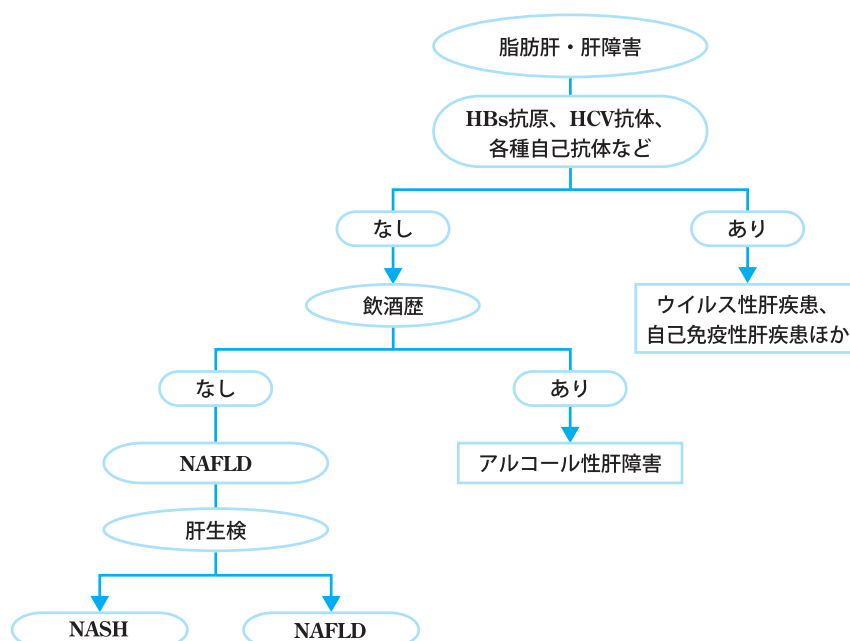 脂肪肝・肝障害
HBs抗原、HCV抗体、
各種自己抗体など
なし
あり
飲酒歴
ウイルス性肝疾患、
自己免疫性肝疾患ほか
なし
あり
NAFLD
アルコール性肝障害
肝生検
NASH
NAFLD